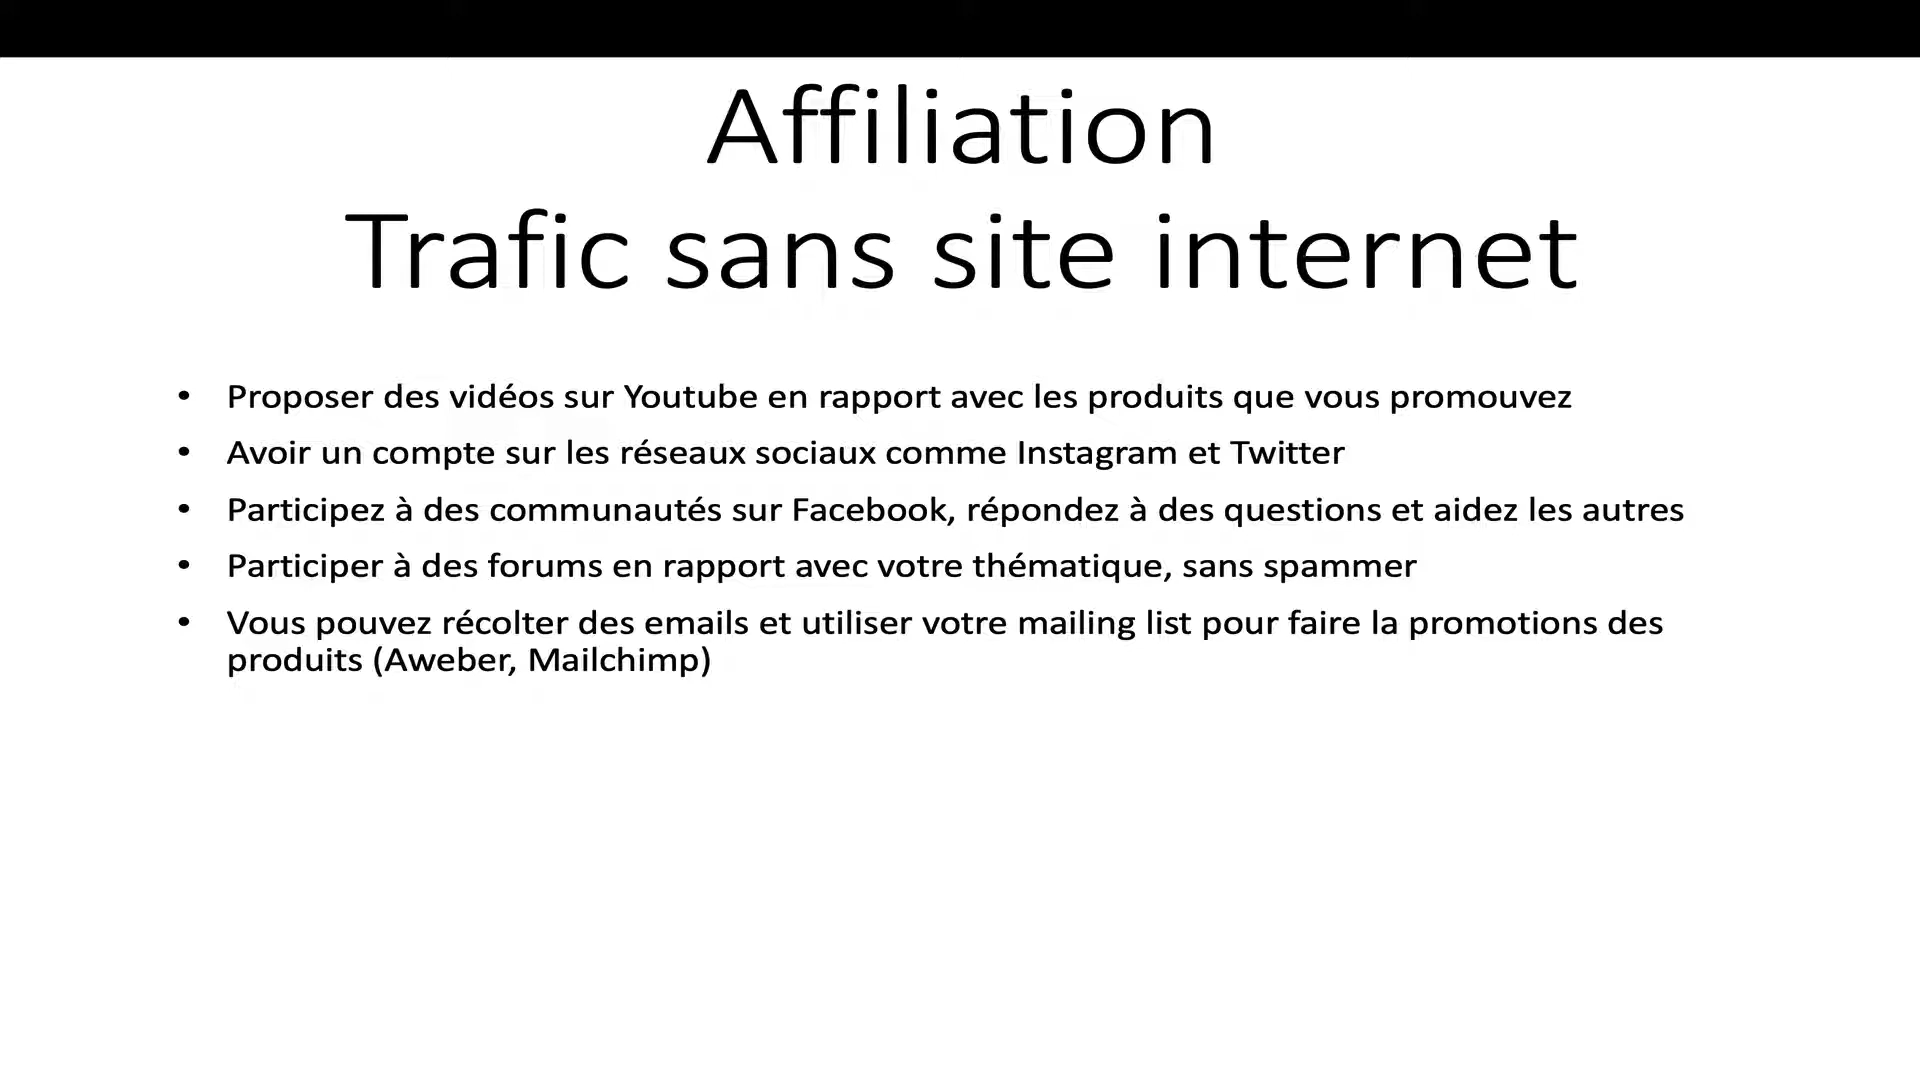 Affiliation
Trafic sans site internet
• Proposer des vidéos sur Youtube en rapport avec les produits que vous promouvez
• Avoir un compte sur les réseaux sociaux comme Instagram et Twitter
• Participez à des communautés sur Facebook, répondez à des questions et aidez les autres
• Participer à des forums en rapport avec votre thématique, sans spammer
• Vous pouvez récolter des emails et utiliser votre mailing list pour faire la promotions des
produits (Aweber, Mailchimp)